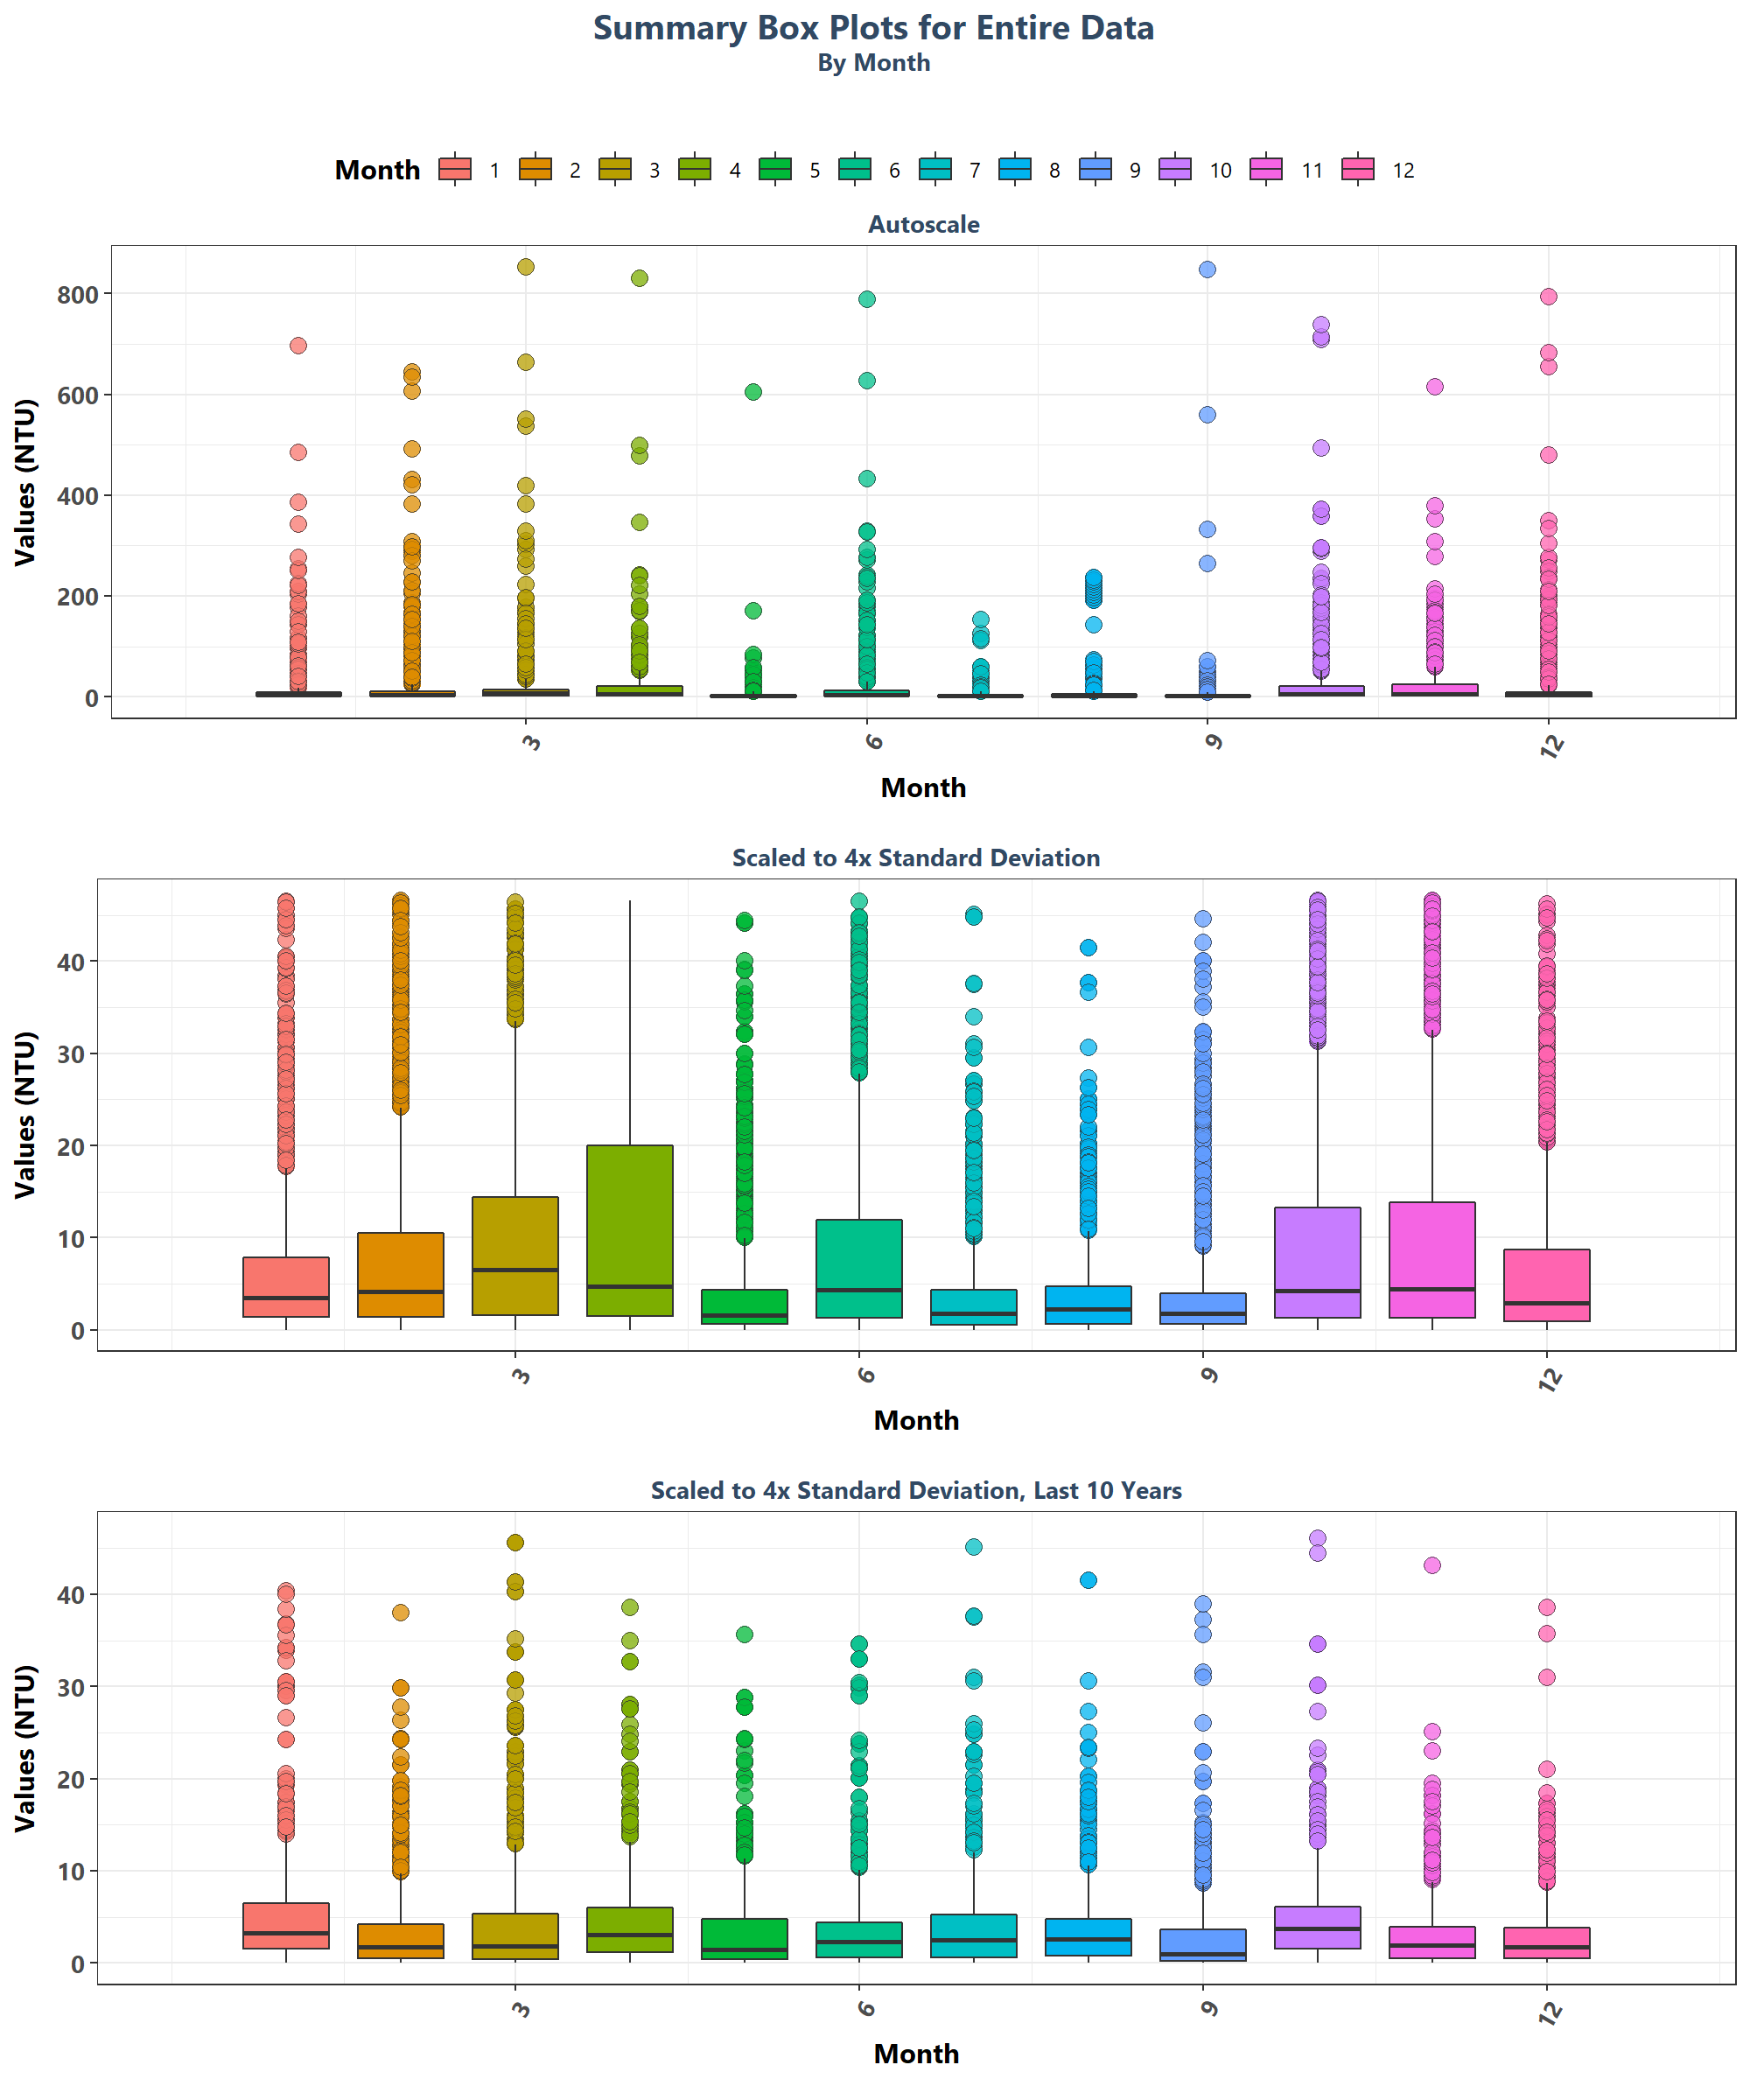 Summary Box Plots for Entire Data
By Month
Month 1 2 3 4 5 6 7 8 9 10 11 12
Autoscale
Values (NTU)
800
600
400
200
0
3 6 9 12
Month
Scaled to 4x Standard Deviation
Values (NTU)
40
30
20
10
0
3 6 9 12
Month
Scaled to 4x Standard Deviation, Last 10 Years
Values (NTU)
40
30
20
10
0
3 6 9 12
Month